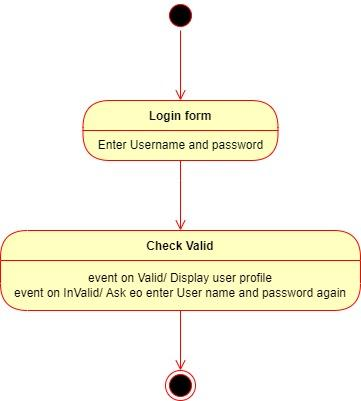 Login form
Enter Username and password
Check Valid
event on Valid/ Display user profile
event on InValid/ Ask eo enter User name and password again